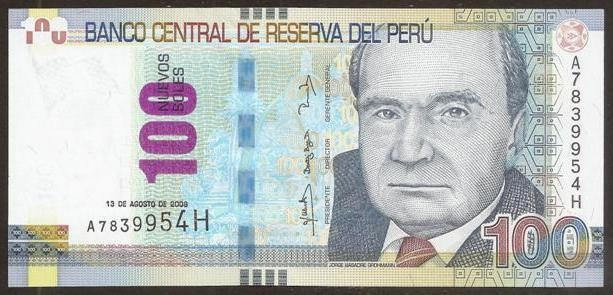 BANCO CENTRAL DE RESERVA DEL PERÚ
100
NUEVOS
SOLES
GERENTE GENERAL
DIRECTOR
PRESIDENTE
13 DE AGOSTO DE 2008
A7839954H
A7839954H
JORGE BASADRE GROHMANN
100